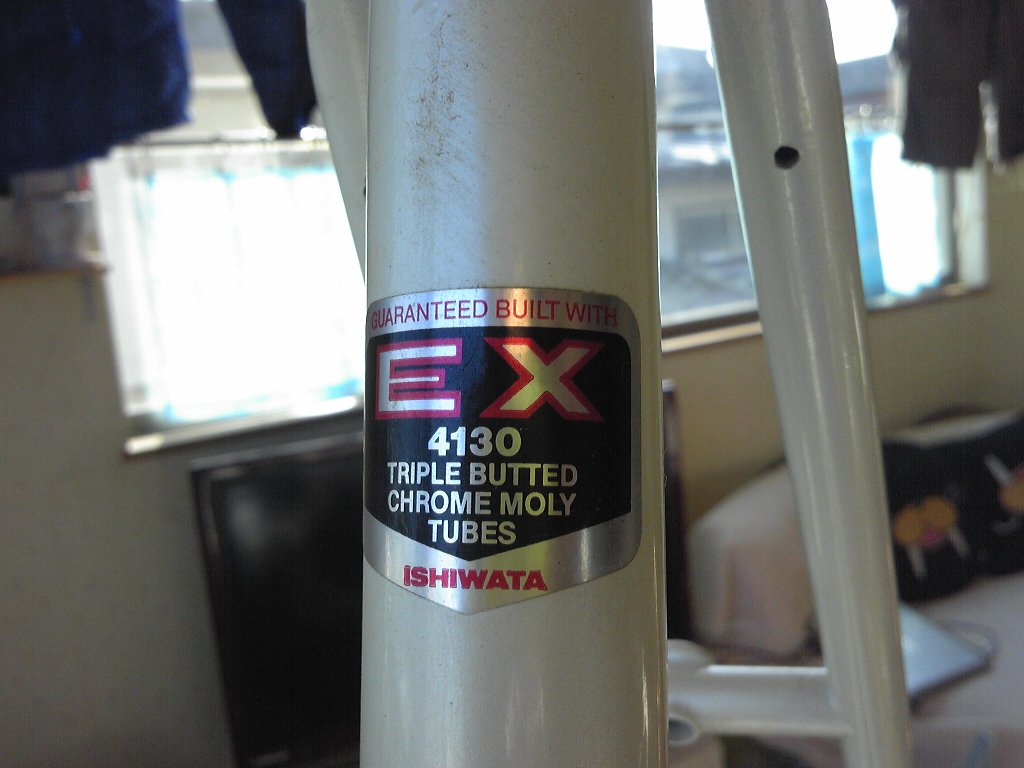 GUARANTEED BUILT WITH
EX
4130
TRIPLE BUTTED
CHROME MOLY
TUBES
ISHIWATA